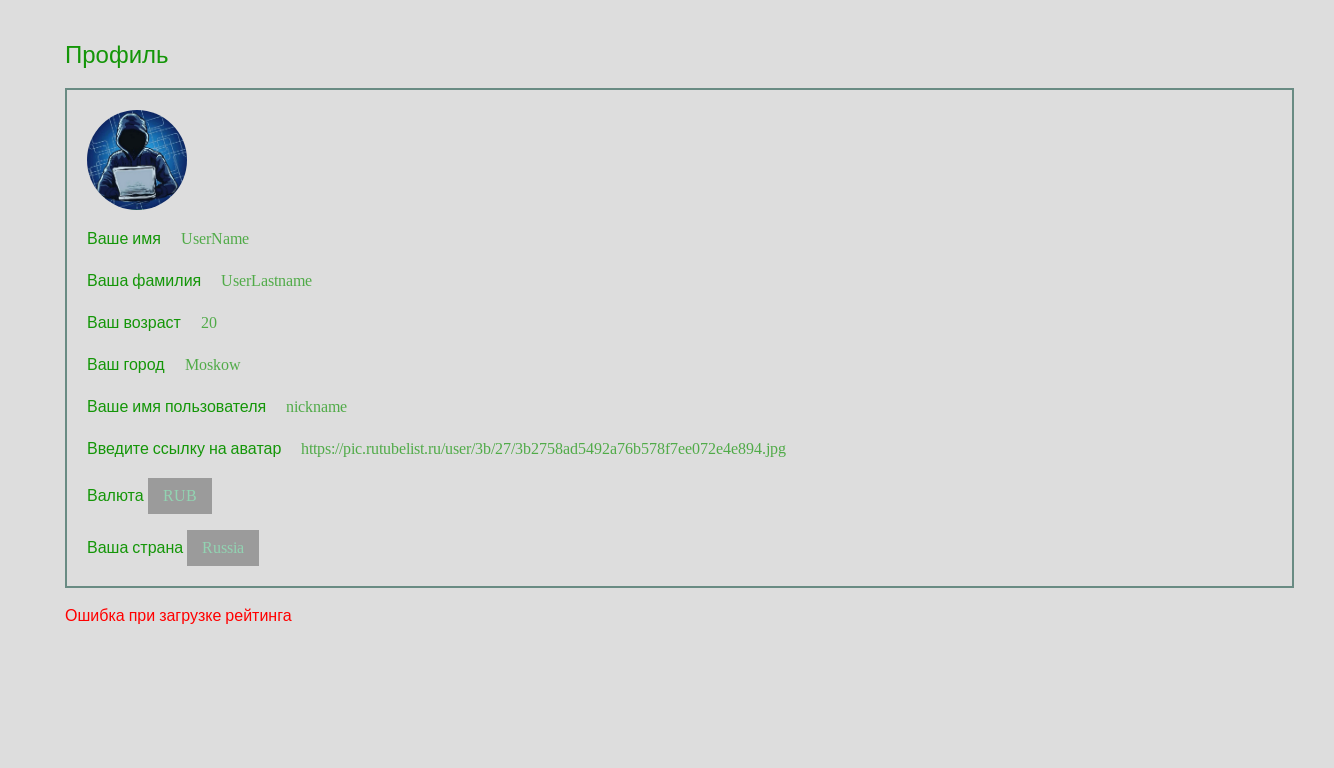 Профиль
Ваше имя UserName
Ваша фамилия UserLastname
Ваш возраст 20
Ваш город Moskow
Ваше имя пользователя nickname
Введите ссылку на аватар https://pic.rutubelist.ru/user/3b/27/3b2758ad5492a76b578f7ee072e4e894.jpg
Валюта RUB
Ваша страна Russia
Ошибка при загрузке рейтинга